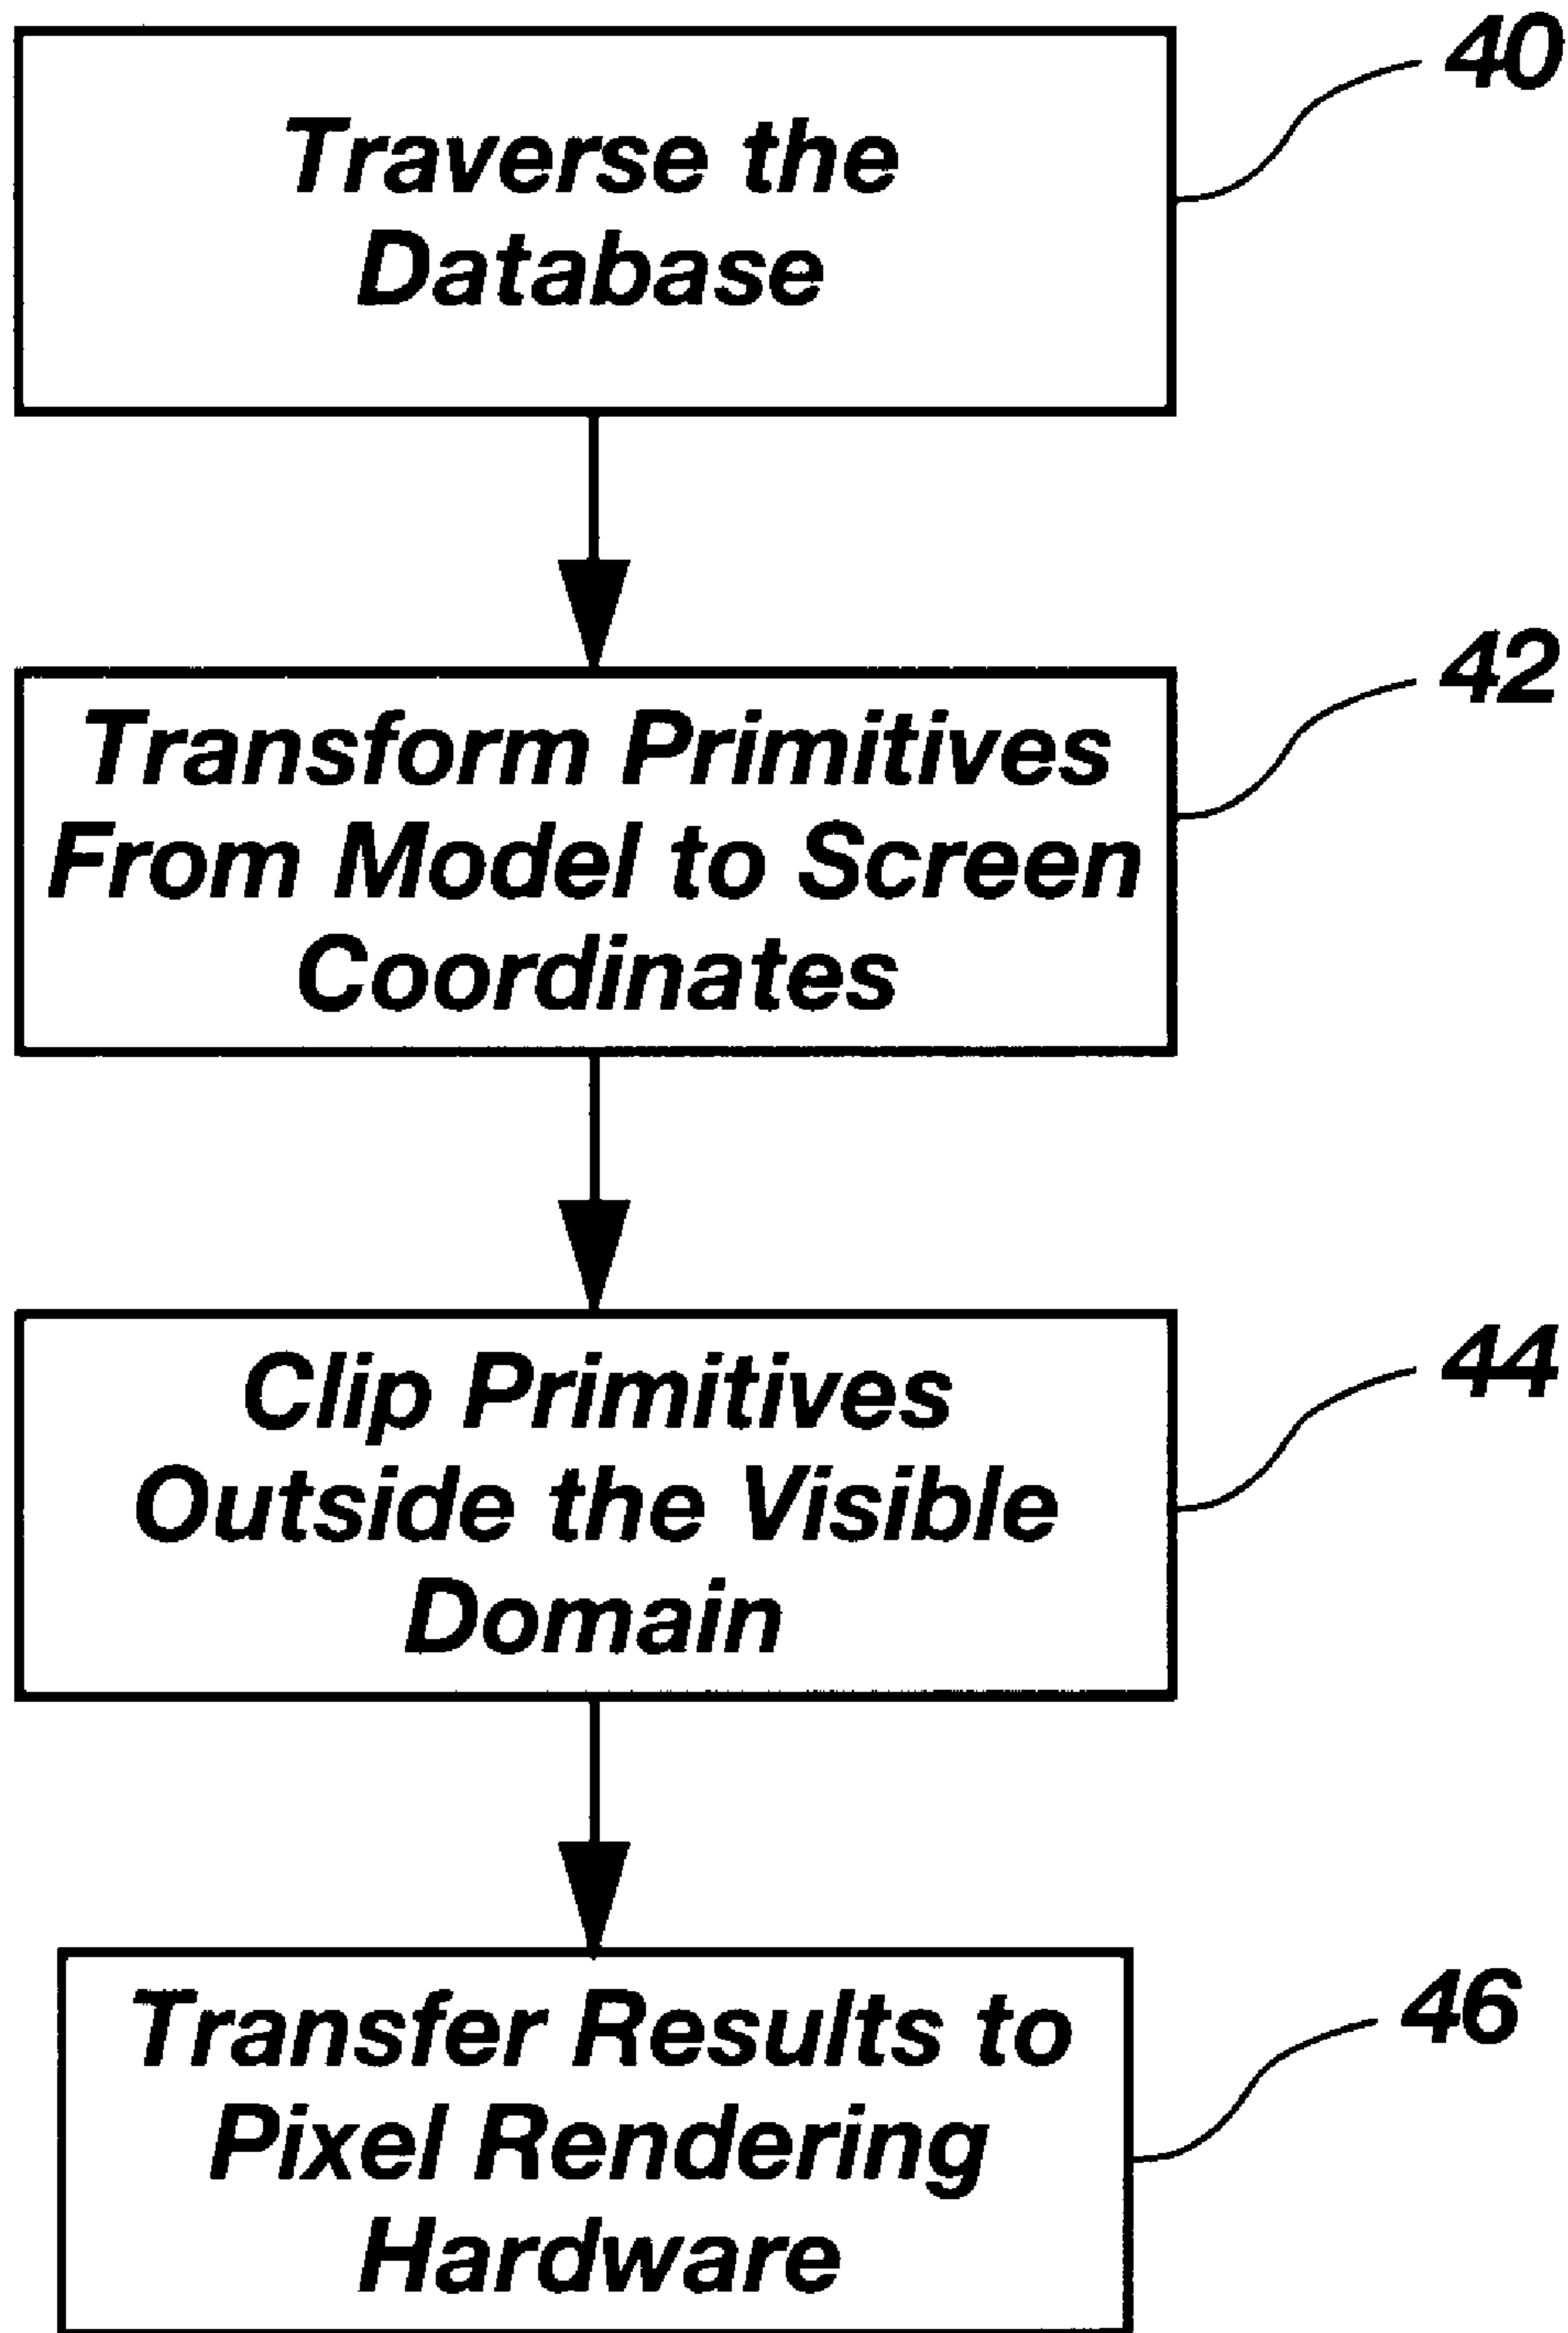 40
Traverse the
Database
42
Transform Primitives
From Model to Screen
Coordinates
44
Clip Primitives
Outside the Visible
Domain
46
Transfer Results to
Pixel Rendering
Hardware